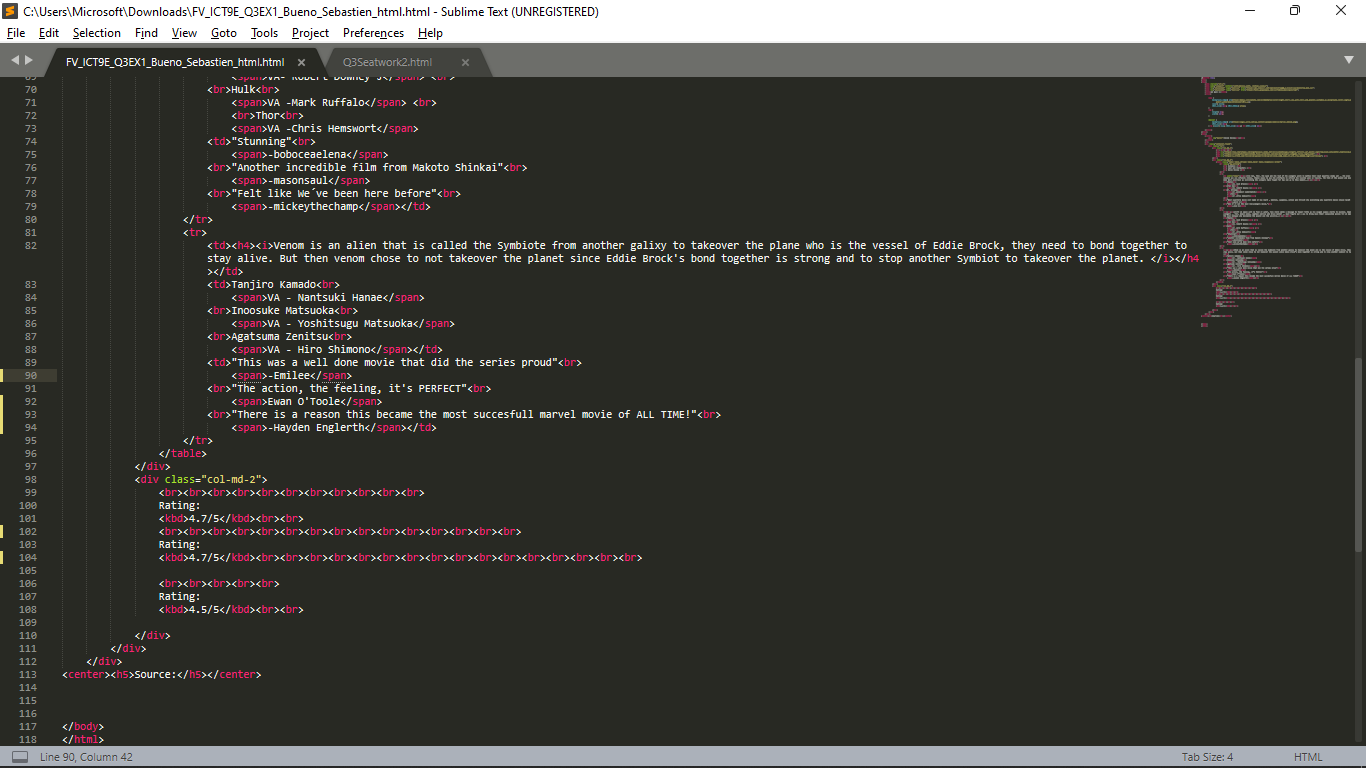 C:\Users\Microsoft\Downloads\FV_ICT9E_Q3EX1_Bueno_Sebastien_html.html - Sublime Text (UNREGISTERED)
File Edit Selection Find View Goto Tools Project Preferences Help
FV_ICT9E_Q3EX1_Bueno_Sebastien_html.html × Q3Seatwork2.html ×
69 <span>VA- Robert Downey J</span> <br>
70 <br>Hulk<br>
71 <span>VA -Mark Ruffalo</span> <br>
72 <br>Thor<br>
73 <span>VA -Chris Hemswort</span>
74 <td>"Stunning"<br>
75 <span>-boboceaelena</span>
76 <br>"Another incredible film from Makoto Shinkai"<br>
77 <span>-masonsaul</span>
78 <br>"Felt like We´ve been here before"<br>
79 <span>-mickeythechamp</span></td>
80 </tr>
81 <tr>
82 <td><h4><i>Venom is an alien that is called the Symbiote from another galixy to takeover the plane who is the vessel of Eddie Brock, they need to bond together to
stay alive. But then venom chose to not takeover the planet since Eddie Brock's bond together is strong and to stop another Symbiot to takeover the planet. </i></h4
></td>
83 <td>Tanjiro Kamado<br>
84 <span>VA - Nantsuki Hanae</span>
85 <br>Inoosuke Matsuoka<br>
86 <span>VA - Yoshitsugu Matsuoka</span>
87 <br>Agatsuma Zenitsu<br>
88 <span>VA - Hiro Shimono</span></td>
89 <td>"This was a well done movie that did the series proud"<br>
90 <span>-Emilee</span>
91 <br>"The action, the feeling, it's PERFECT"<br>
92 <span>Ewan O'Toole</span>
93 <br>"There is a reason this became the most succesfull marvel movie of ALL TIME!"<br>
94 <span>-Hayden Englerth</span></td>
95 </tr>
96 </table>
97 </div>
98 <div class="col-md-2">
99 <br><br><br><br><br><br><br><br><br><br><br>
100 Rating:
101 <kbd>4.7/5</kbd><br><br>
102 <br><br><br><br><br><br><br><br><br><br><br><br><br><br><br>
103 Rating:
104 <kbd>4.7/5</kbd><br><br><br><br><br><br><br><br><br><br><br><br><br><br><br><br>
105
106 <br><br><br><br><br>
107 Rating:
108 <kbd>4.5/5</kbd><br><br>
109
110 </div>
111 </div>
112 </div>
113 <center><h5>Source:</h5></center>
114
115
116
117 </body>
118 </html>
Line 90, Column 42 Tab Size: 4 HTML